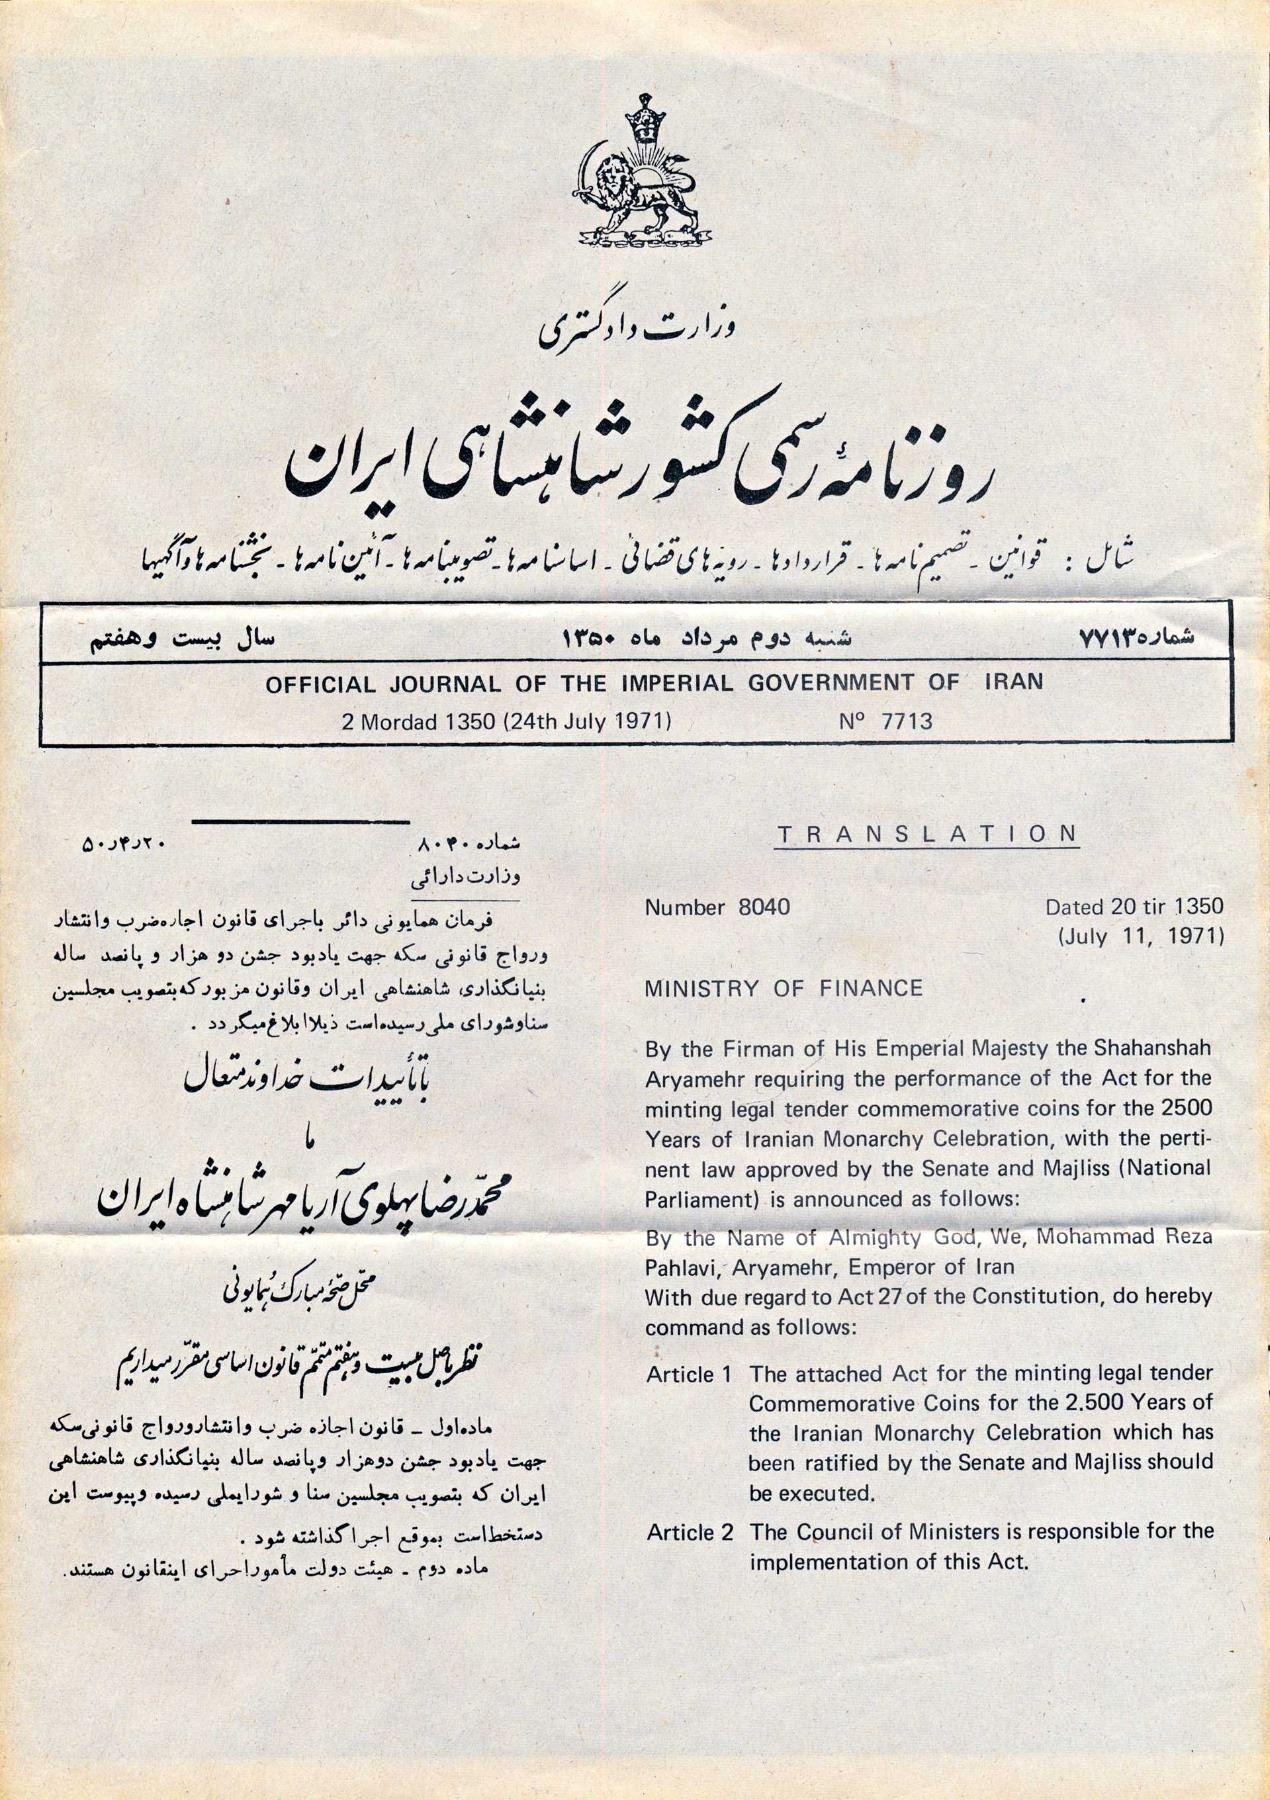 وزارت دادگستری
روزنامهٔ رسمی کشور شاهنشاهی ایران
شامل : قوانین - تصمیم نامه‌ها - قراردادها - رویه‌های قضائی - اساسنامه‌ها - تصویبنامه‌ها - آئین نامه‌ها - بخشنامه‌ها و آگهیها
شماره ۷۷۱۳ شنبه دوم مرداد ماه ۱۳۵۰ سال بیست و هفتم
OFFICIAL JOURNAL OF THE IMPERIAL GOVERNMENT OF IRAN
2 Mordad 1350 (24th July 1971) Nº 7713
شماره ۸۰۴۰ ۲۰ر۴ر۵۰
وزارت دارائی
فرمان همایونی دائر باجرای قانون اجازه ضرب وانتشار
ورواج قانونی سکه جهت یادبود جشن دو هزار و پانصد ساله
بنیانگذاری شاهنشاهی ایران وقانون مزبور که بتصویب مجلسین
سنا وشورای ملی رسیده است ذیلا ابلاغ میگردد .
با تأییدات خداوند متعال
ما
محمّد رضا پهلوی آریامهر شاهنشاه ایران
محل صحهٔ مبارک همایونی
نظر باصل بیست و هفتم متمّم قانون اساسی مقرّر میداریم
ماده اول ـ قانون اجازه ضرب وانتشار ورواج قانونی سکه
جهت یادبود جشن دوهزار وپانصد ساله بنیانگذاری شاهنشاهی
ایران که بتصویب مجلسین سنا و شورایملی رسیده وپیوست این
دستخط است بموقع اجرا گذاشته شود .
ماده دوم ـ هیئت دولت مأمور اجرای اینقانون هستند.
TRANSLATION
Number 8040 Dated 20 tir 1350
(July 11, 1971)
MINISTRY OF FINANCE
By the Firman of His Emperial Majesty the Shahanshah
Aryamehr requiring the performance of the Act for the
minting legal tender commemorative coins for the 2500
Years of Iranian Monarchy Celebration, with the perti-
nent law approved by the Senate and Majliss (National
Parliament) is announced as follows:
By the Name of Almighty God, We, Mohammad Reza
Pahlavi, Aryamehr, Emperor of Iran
With due regard to Act 27 of the Constitution, do hereby
command as follows:
Article 1 The attached Act for the minting legal tender
Commemorative Coins for the 2.500 Years of
the Iranian Monarchy Celebration which has
been ratified by the Senate and Majliss should
be executed.
Article 2 The Council of Ministers is responsible for the
implementation of this Act.